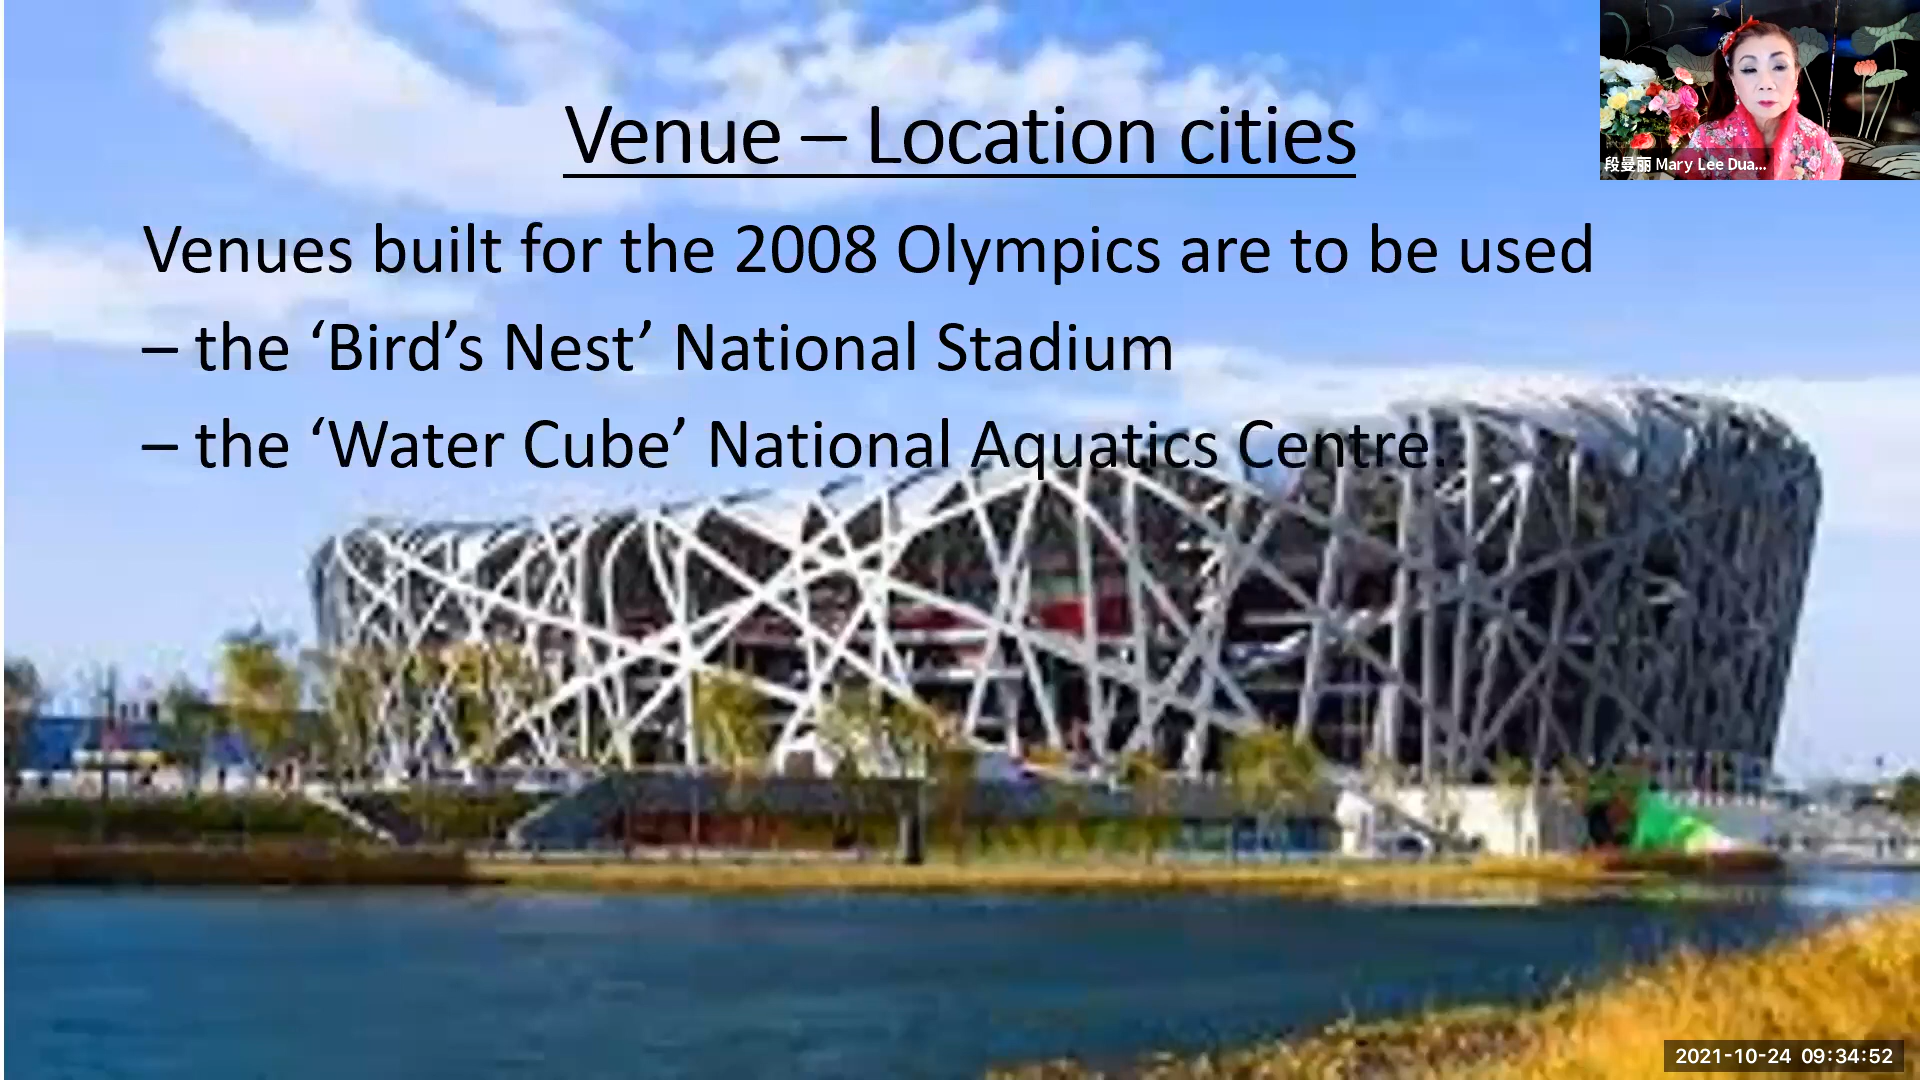 Venue – Location cities
段曼丽 Mary Lee Dua...
Venues built for the 2008 Olympics are to be used
– the ‘Bird’s Nest’ National Stadium
– the ‘Water Cube’ National Aquatics Centre..
2021-10-24 09:34:52